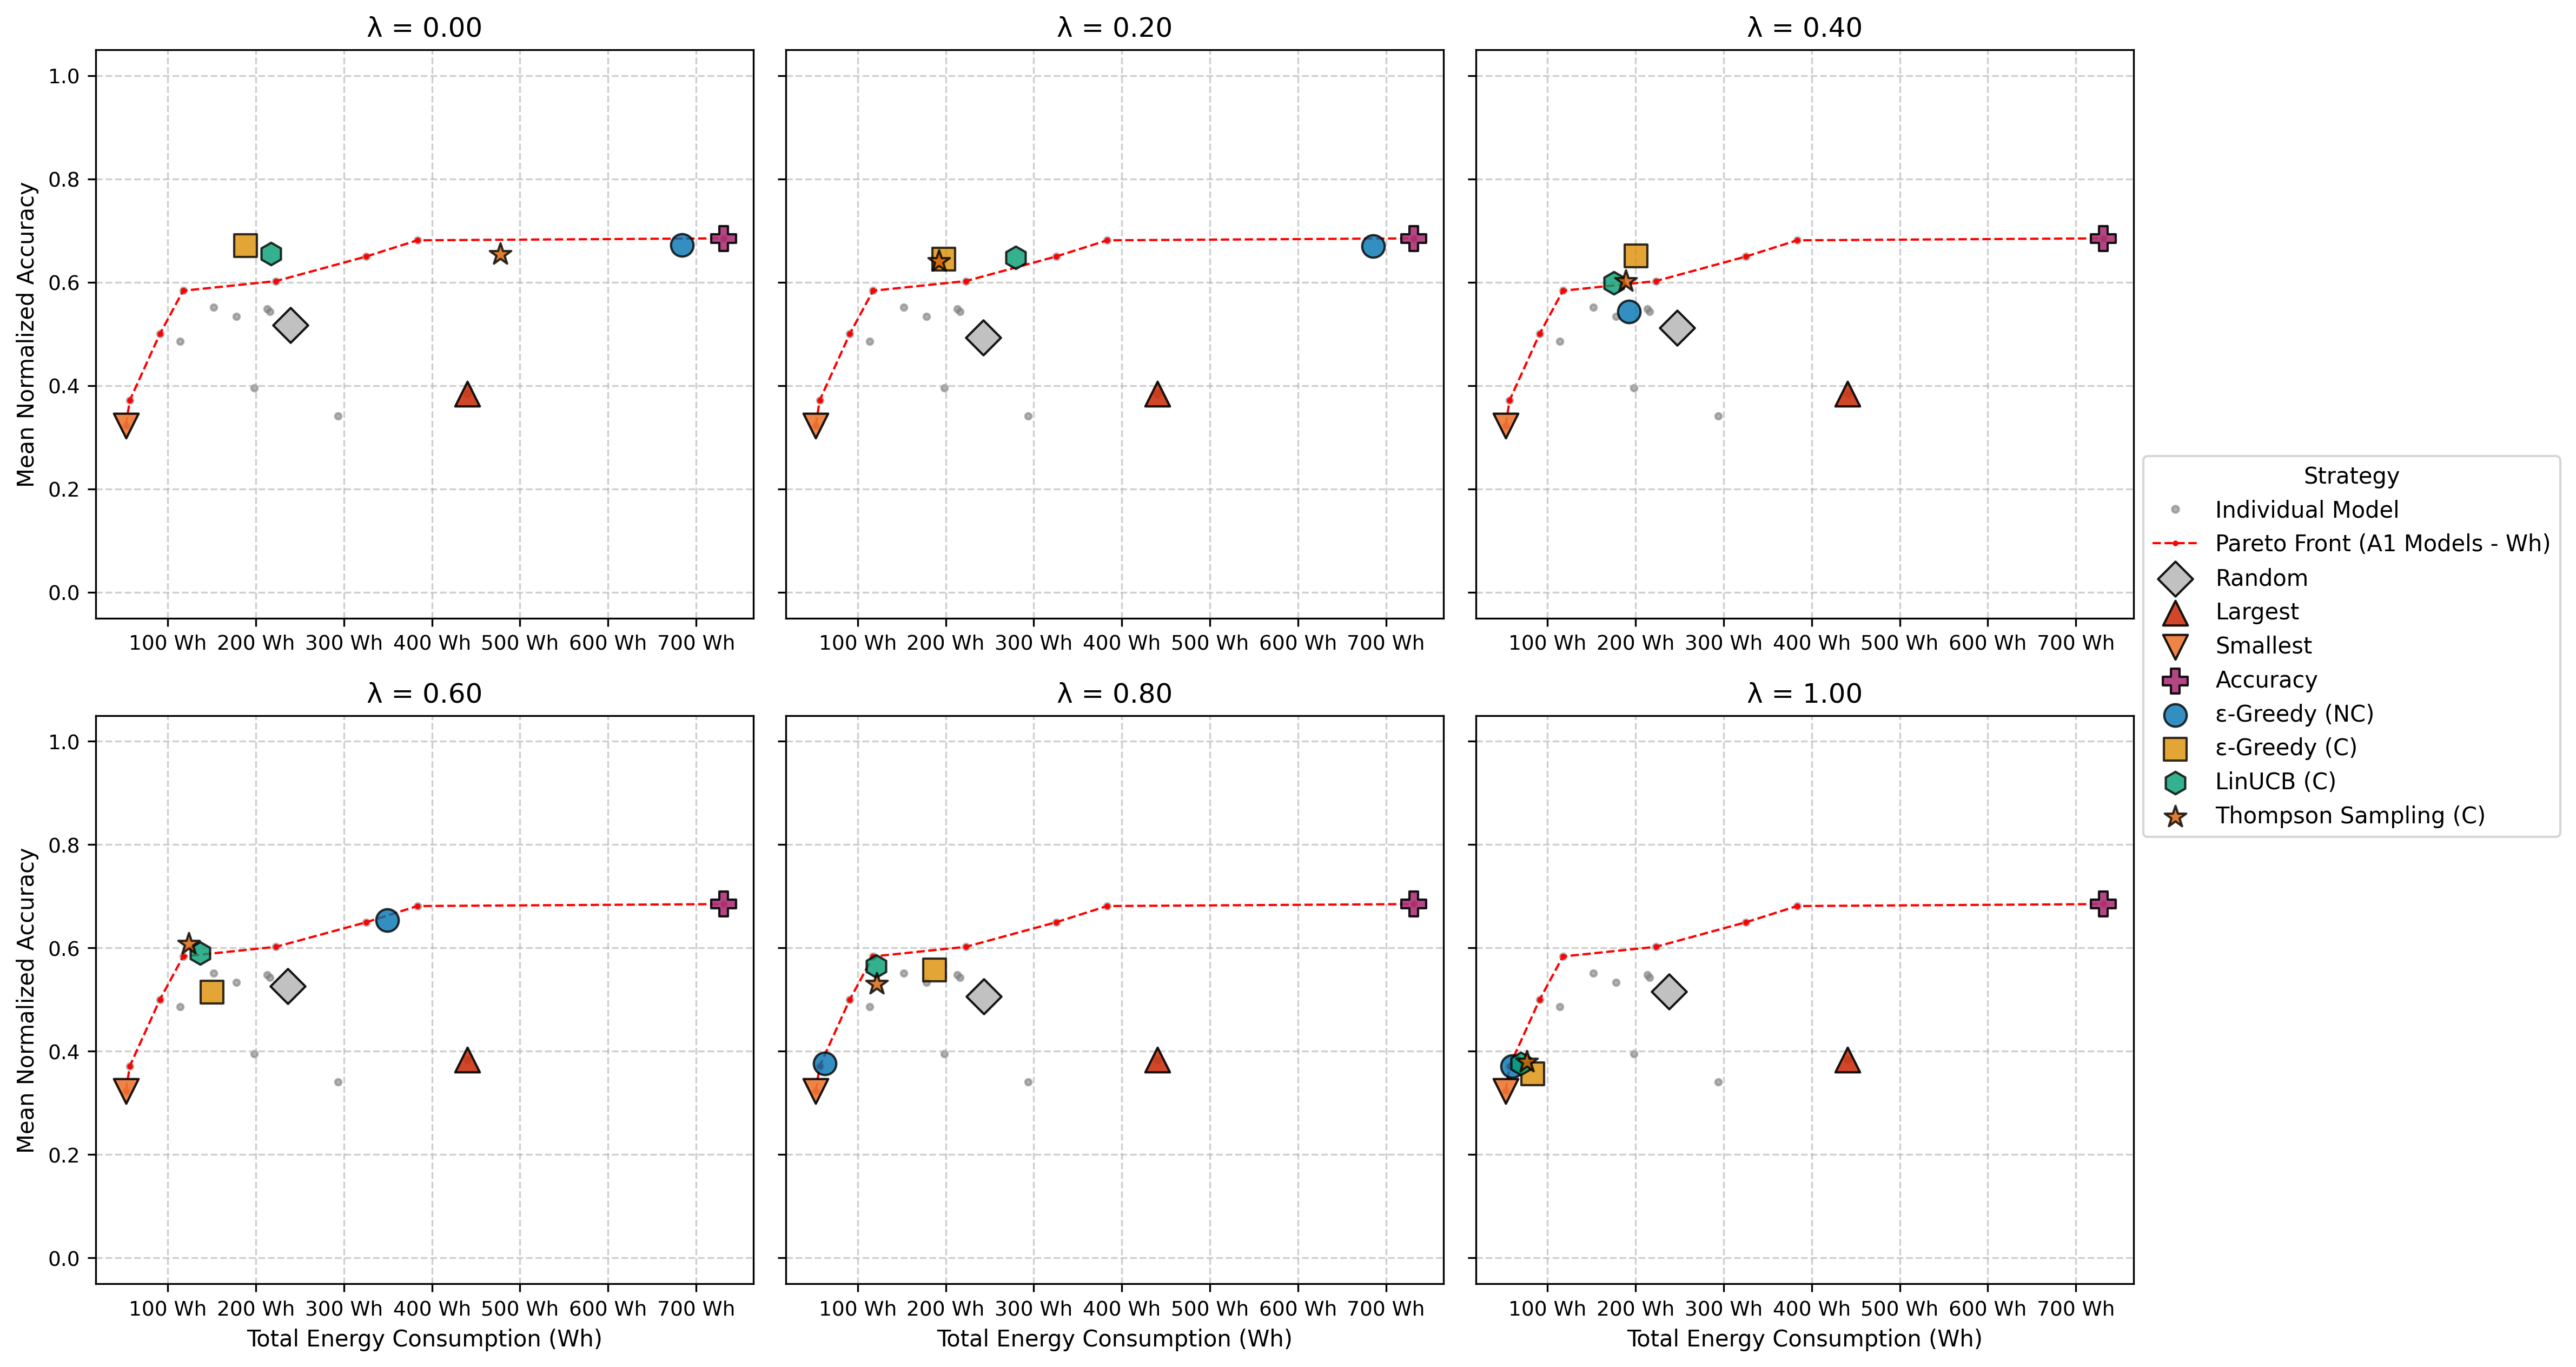 λ = 0.00
λ = 0.20
λ = 0.40
Mean Normalized Accuracy
1.0
0.8
0.6
0.4
0.2
0.0
100 Wh 200 Wh 300 Wh 400 Wh 500 Wh 600 Wh 700 Wh
100 Wh 200 Wh 300 Wh 400 Wh 500 Wh 600 Wh 700 Wh
100 Wh 200 Wh 300 Wh 400 Wh 500 Wh 600 Wh 700 Wh
Strategy
Individual Model
Pareto Front (A1 Models - Wh)
Random
Largest
Smallest
Accuracy
ε-Greedy (NC)
ε-Greedy (C)
LinUCB (C)
Thompson Sampling (C)
λ = 0.60
λ = 0.80
λ = 1.00
Mean Normalized Accuracy
1.0
0.8
0.6
0.4
0.2
0.0
100 Wh 200 Wh 300 Wh 400 Wh 500 Wh 600 Wh 700 Wh
100 Wh 200 Wh 300 Wh 400 Wh 500 Wh 600 Wh 700 Wh
100 Wh 200 Wh 300 Wh 400 Wh 500 Wh 600 Wh 700 Wh
Total Energy Consumption (Wh)
Total Energy Consumption (Wh)
Total Energy Consumption (Wh)